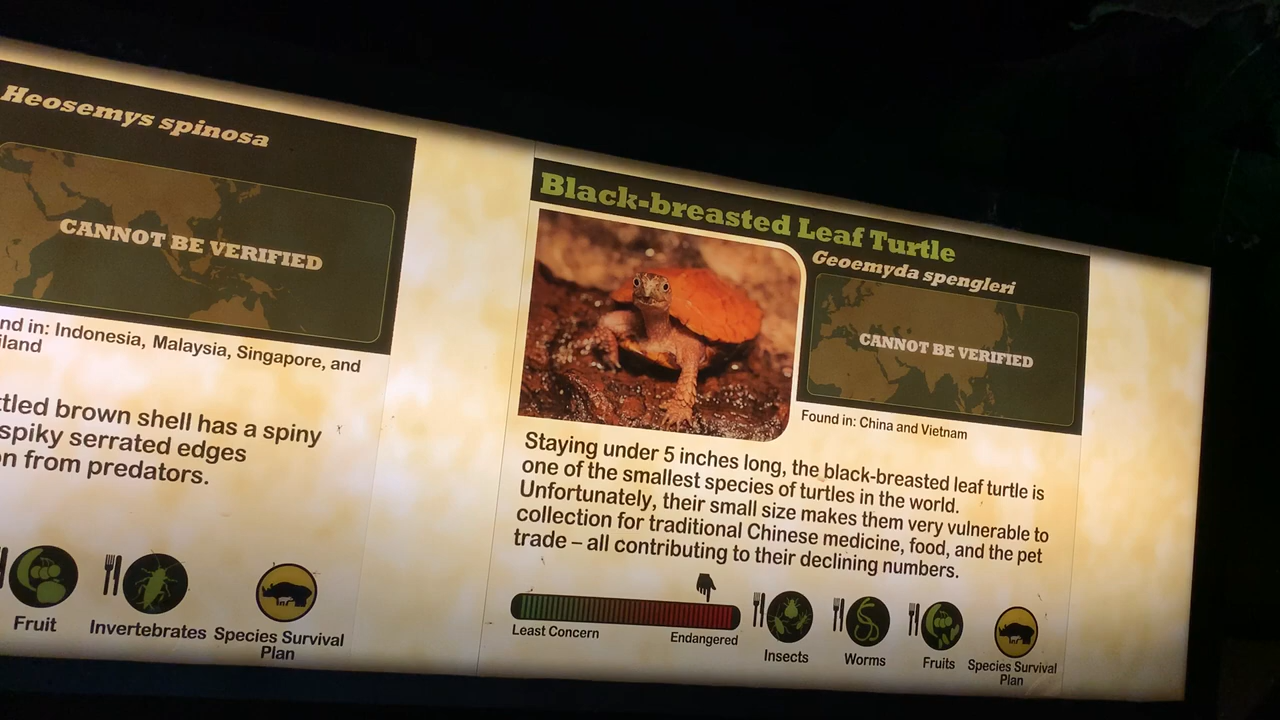 Heosemys spinosa
CANNOT BE VERIFIED
nd in: Indonesia, Malaysia, Singapore, and
iland
ttled brown shell has a spiny
spiky serrated edges
on from predators.
Fruit
Invertebrates
Species Survival
Plan
Black-breasted Leaf Turtle
Geoemyda spengleri
CANNOT BE VERIFIED
Found in: China and Vietnam
Staying under 5 inches long, the black-breasted leaf turtle is
one of the smallest species of turtles in the world.
Unfortunately, their small size makes them very vulnerable to
collection for traditional Chinese medicine, food, and the pet
trade – all contributing to their declining numbers.
Least Concern
Endangered
Insects
Worms
Fruits
Species Survival
Plan